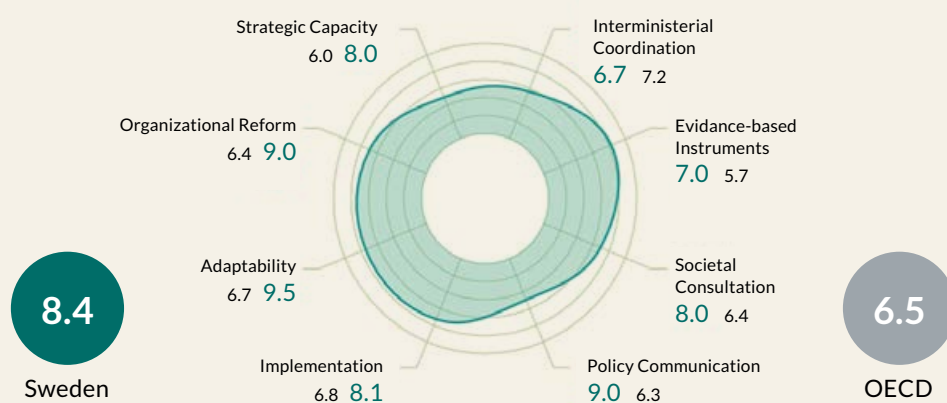 Strategic Capacity
6.0 8.0
Interministerial
Coordination
6.7 7.2
Organizational Reform
6.4 9.0
Evidance-based
Instruments
7.0 5.7
Adaptability
6.7 9.5
Societal
Consultation
8.0 6.4
Implementation
6.8 8.1
Policy Communication
9.0 6.3
8.4
Sweden
6.5
OECD